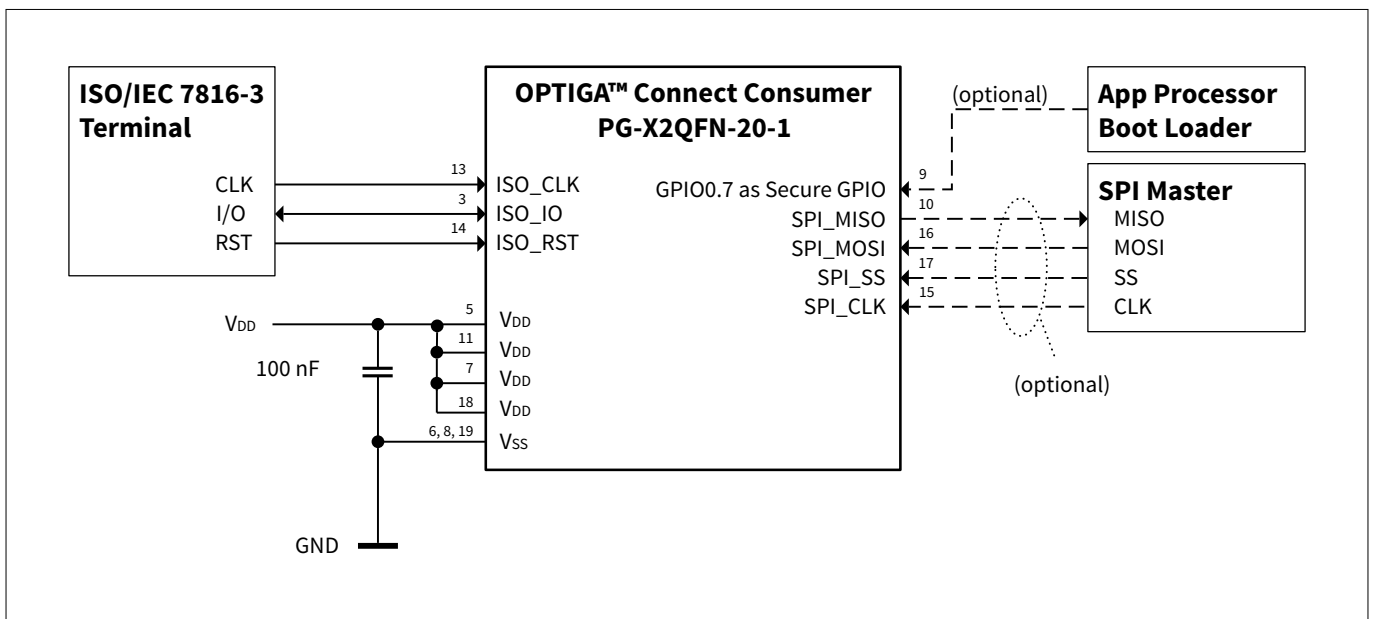 ISO/IEC 7816-3
Terminal
CLK
I/O
RST
13
3
14
OPTIGA™ Connect Consumer
PG-X2QFN-20-1
ISO_CLK
ISO_IO
ISO_RST
GPIO0.7 as Secure GPIO
SPI_MISO
SPI_MOSI
SPI_SS
SPI_CLK
9
10
16
17
15
(optional)
App Processor
Boot Loader
SPI Master
MISO
MOSI
SS
CLK
(optional)
VDD
100 nF
GND
5
11
7
18
6, 8, 19
VDD
VDD
VDD
VDD
VSS